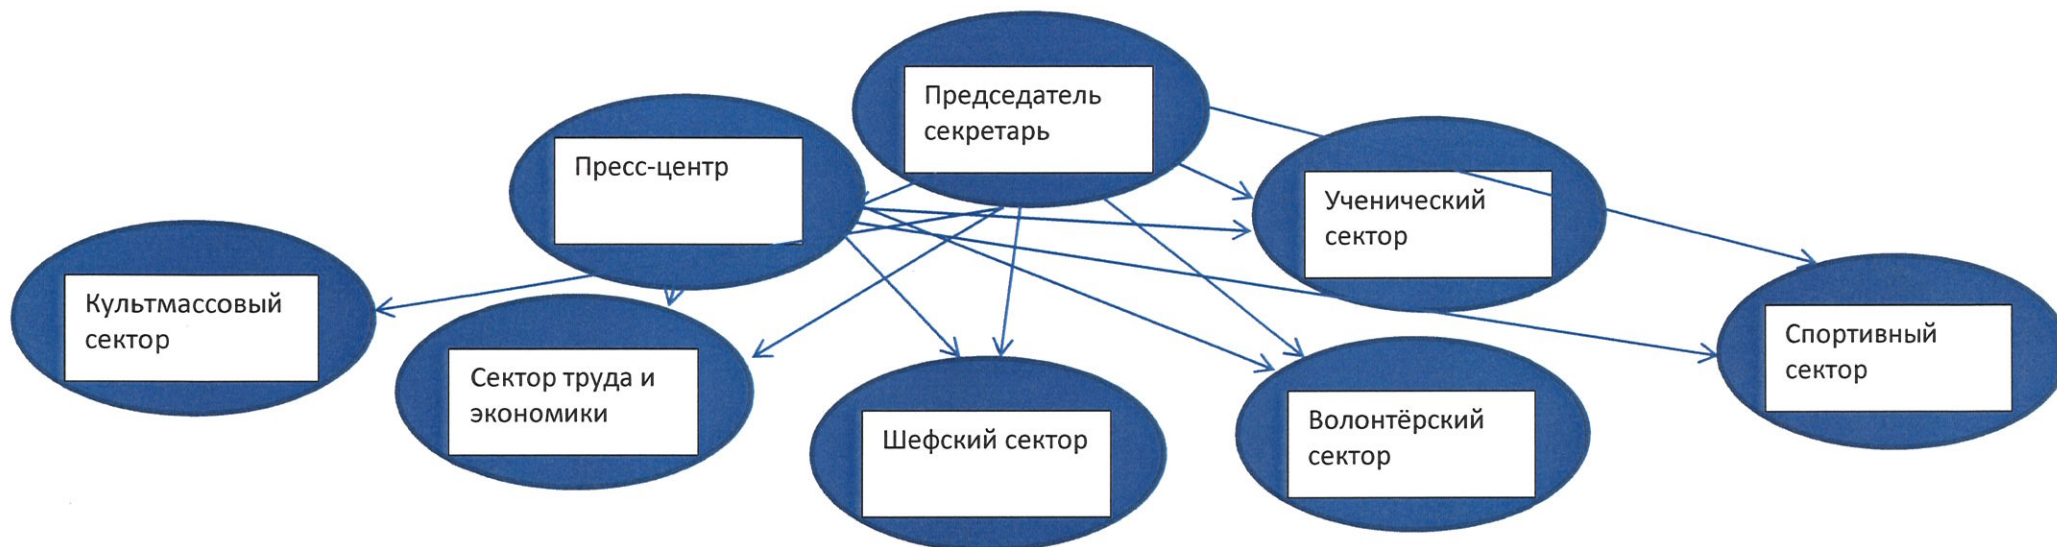 Председатель
секретарь
Пресс-центр
Ученический
сектор
Культмассовый
сектор
Сектор труда и
экономики
Шефский сектор
Волонтёрский
сектор
Спортивный
сектор